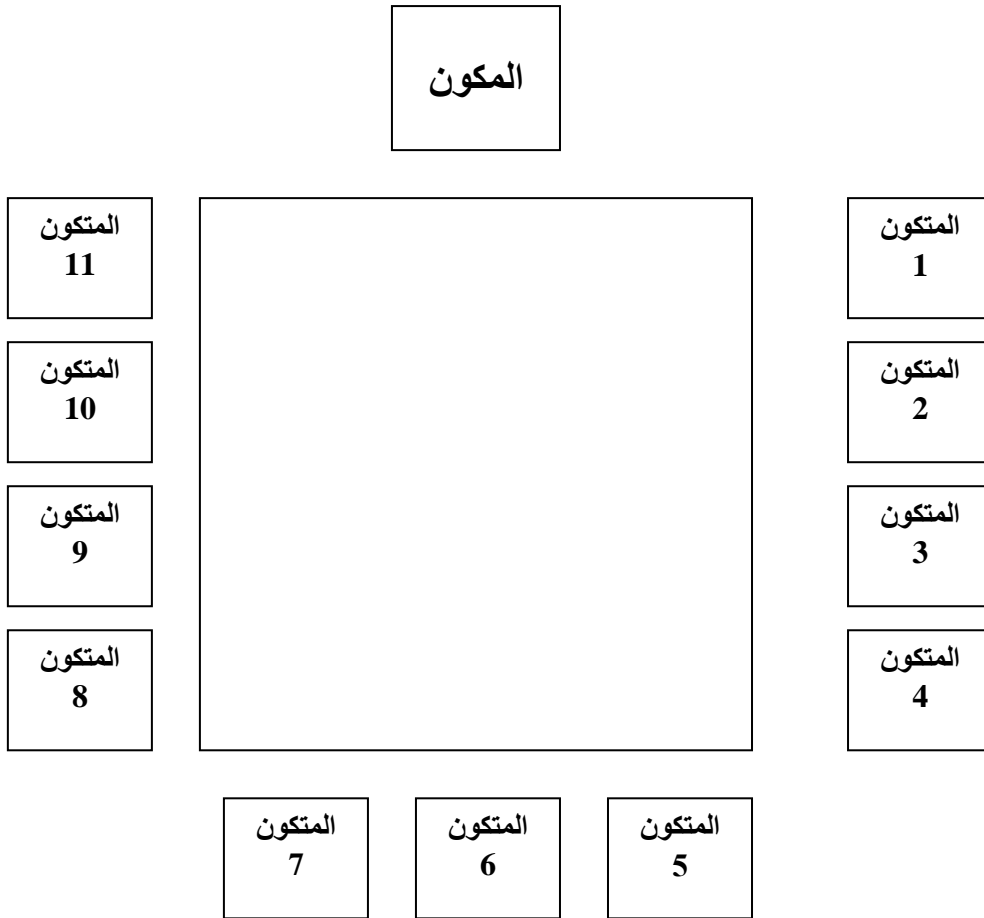 المكون
المتكون
1
المتكون
11
المتكون
2
المتكون
10
المتكون
3
المتكون
9
المتكون
4
المتكون
8
المتكون
5
المتكون
6
المتكون
7